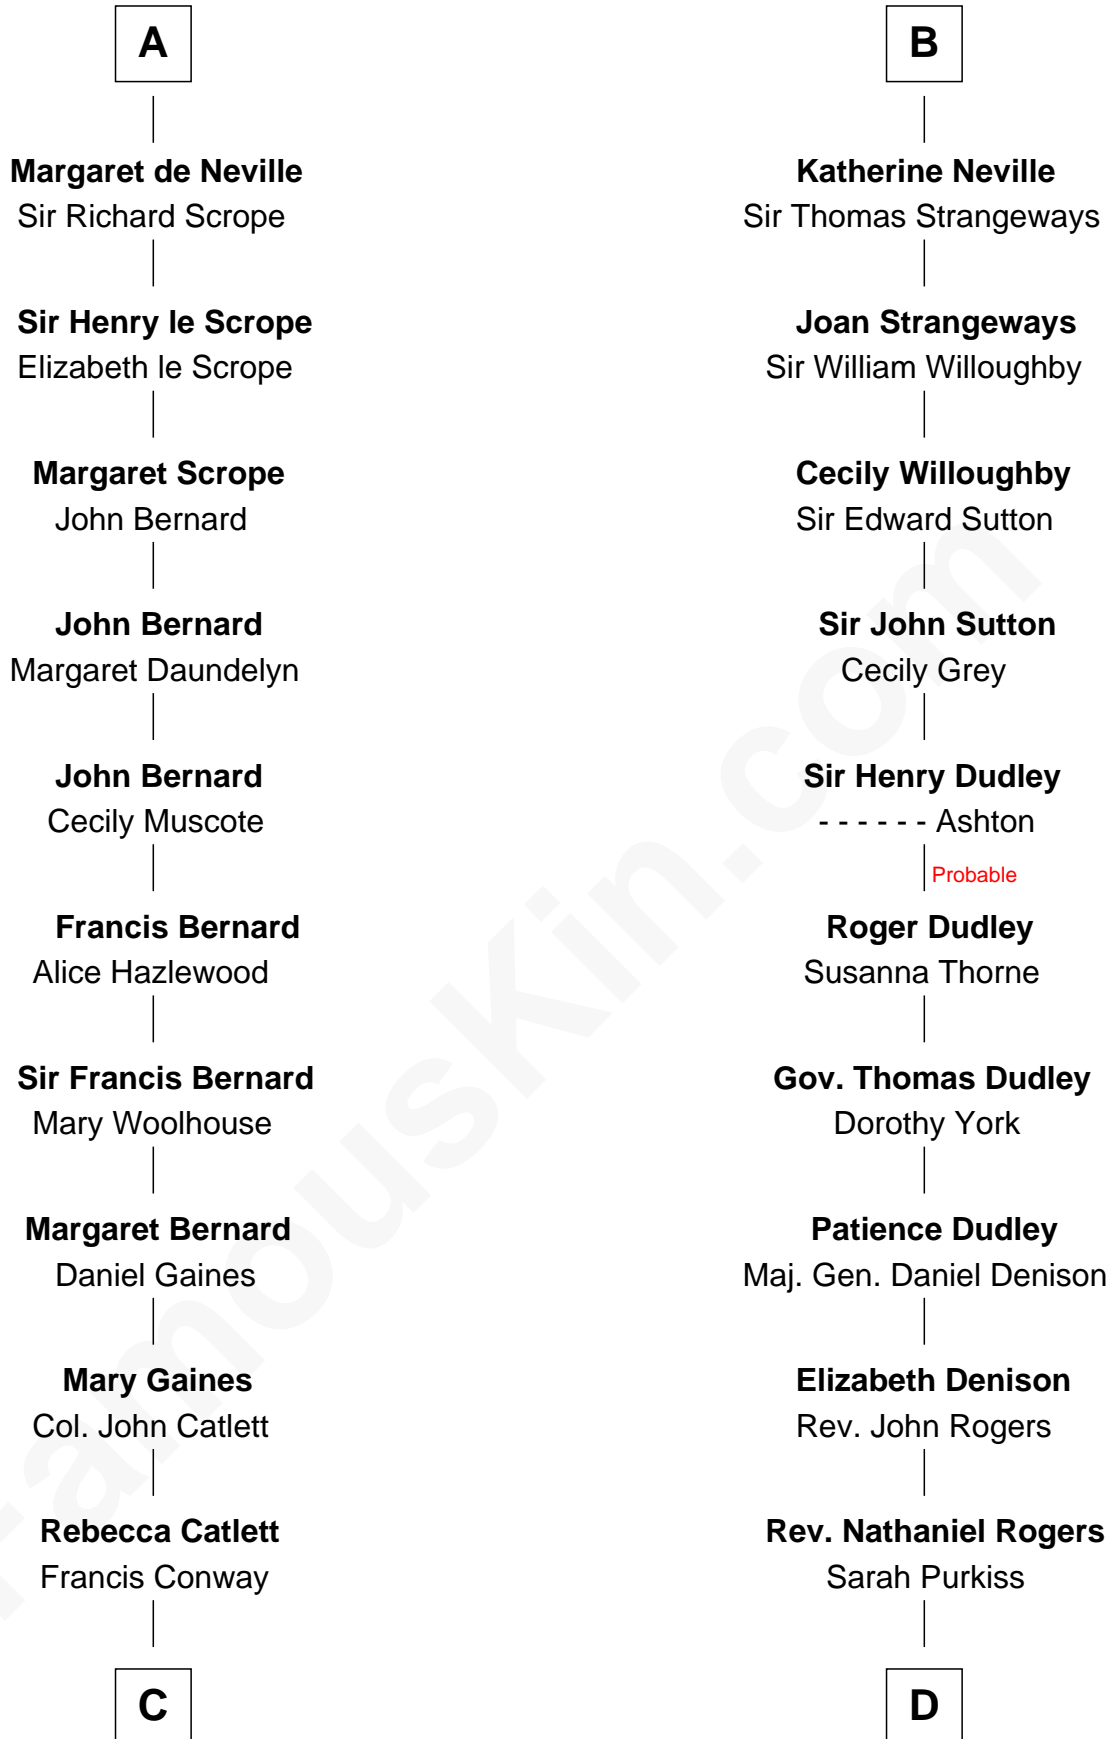 A
Margaret de Neville
Sir Richard Scrope
Sir Henry le Scrope
Elizabeth le Scrope
Margaret Scrope
John Bernard
John Bernard
Margaret Daundelyn
John Bernard
Cecily Muscote
Francis Bernard
Alice Hazlewood
Sir Francis Bernard
Mary Woolhouse
Margaret Bernard
Daniel Gaines
Mary Gaines
Col. John Catlett
Rebecca Catlett
Francis Conway
C
B
Katherine Neville
Sir Thomas Strangeways
Joan Strangeways
Sir William Willoughby
Cecily Willoughby
Sir Edward Sutton
Sir John Sutton
Cecily Grey
Sir Henry Dudley
- - - - - - Ashton
Probable
Roger Dudley
Susanna Thorne
Gov. Thomas Dudley
Dorothy York
Patience Dudley
Maj. Gen. Daniel Denison
Elizabeth Denison
Rev. John Rogers
Rev. Nathaniel Rogers
Sarah Purkiss
D
FamousKin.com